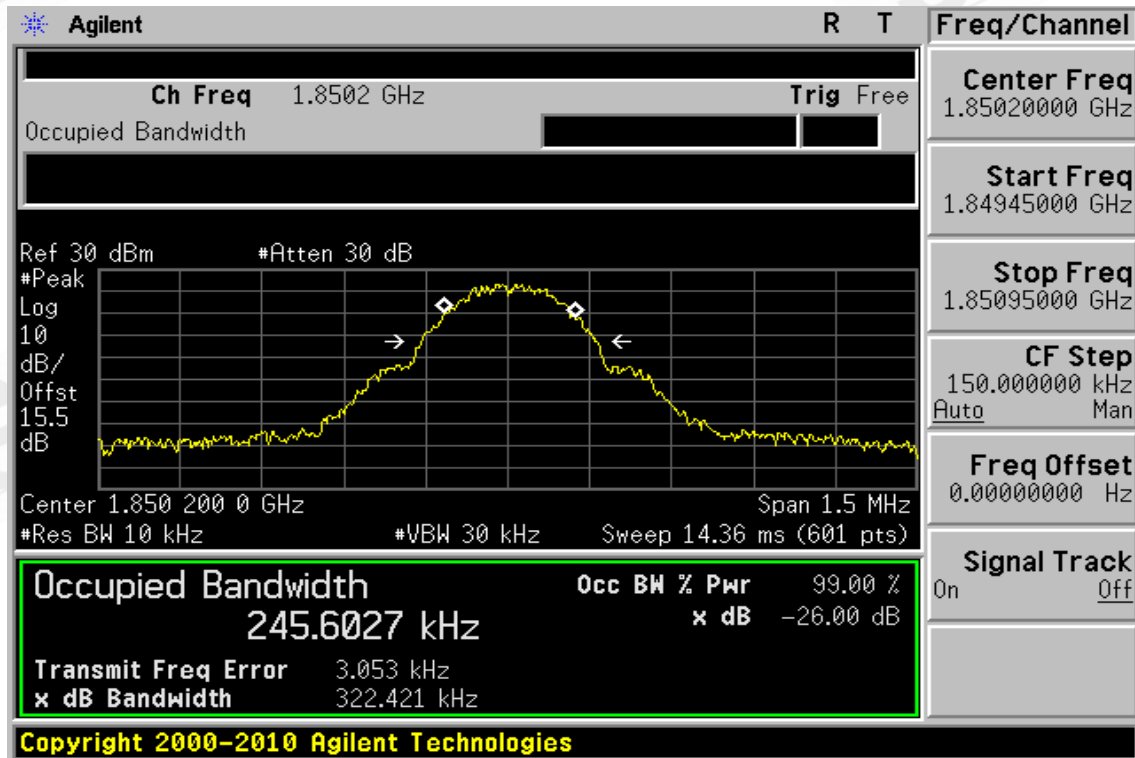 Agilent R T
Ch Freq 1.8502 GHz Trig Free
Occupied Bandwidth
Ref 30 dBm #Atten 30 dB
#Peak
Log
10
dB/
Offst
15.5
dB
Center 1.850 200 0 GHz Span 1.5 MHz
#Res BW 10 kHz #VBW 30 kHz Sweep 14.36 ms (601 pts)
Occupied Bandwidth Occ BW % Pwr 99.00 %
245.6027 kHz x dB -26.00 dB
Transmit Freq Error 3.053 kHz
x dB Bandwidth 322.421 kHz
Copyright 2000-2010 Agilent Technologies
Freq/Channel
Center Freq
1.85020000 GHz
Start Freq
1.84945000 GHz
Stop Freq
1.85095000 GHz
CF Step
150.000000 kHz
Auto Man
Freq Offset
0.00000000 Hz
Signal Track
On Off